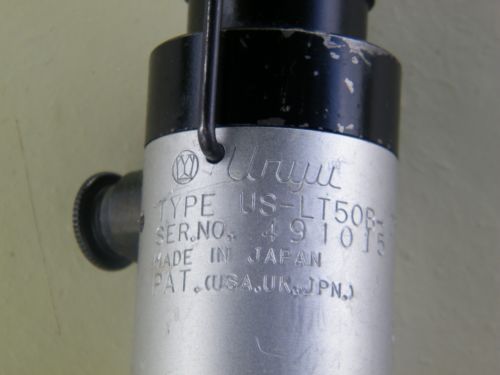 Uryu
TYPE US-LT50B-
SER.NO. 491015
MADE IN JAPAN
PAT.(USA.UK.JPN.)